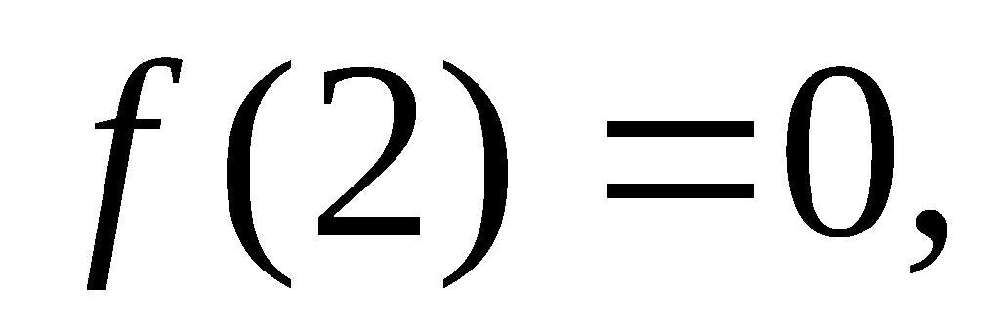 f (2) =0,